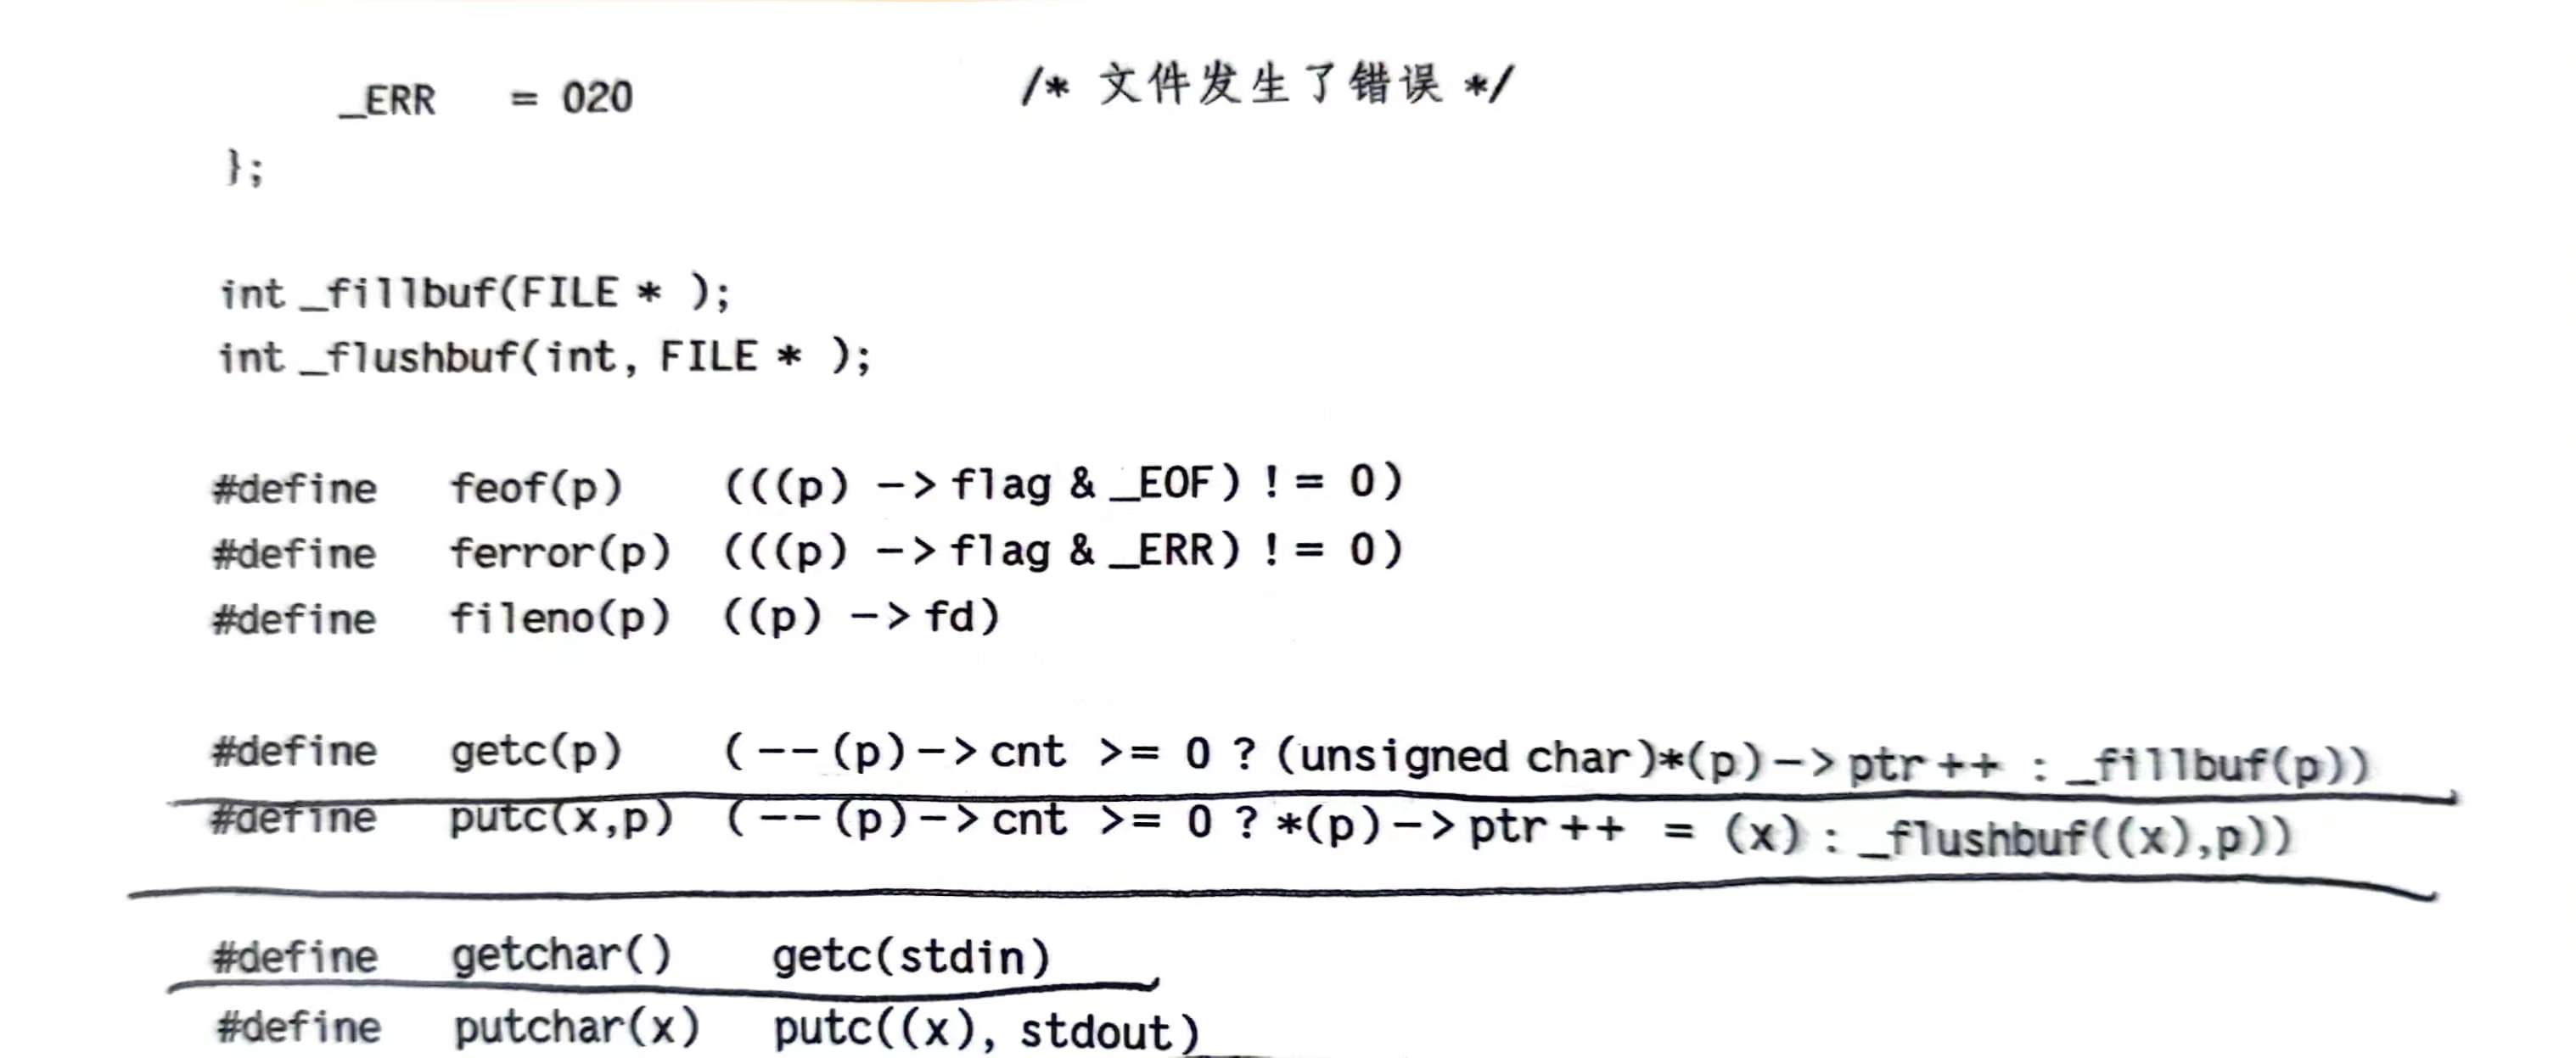 _ERR = 020 /* 文件发生了错误 */
};
int _fillbuf(FILE * );
int _flushbuf(int, FILE * );
#define feof(p) (((p) -> flag & _EOF) ! = 0)
#define ferror(p) (((p) -> flag & _ERR) ! = 0)
#define fileno(p) ((p) -> fd)
#define getc(p) ( -- (p) -> cnt >= 0 ? (unsigned char)*(p) -> ptr ++ : _fillbuf(p))
#define putc(x,p) ( -- (p) -> cnt >= 0 ? *(p) -> ptr ++ = (x) : _flushbuf((x),p))
#define getchar() getc(stdin)
#define putchar(x) putc((x), stdout)